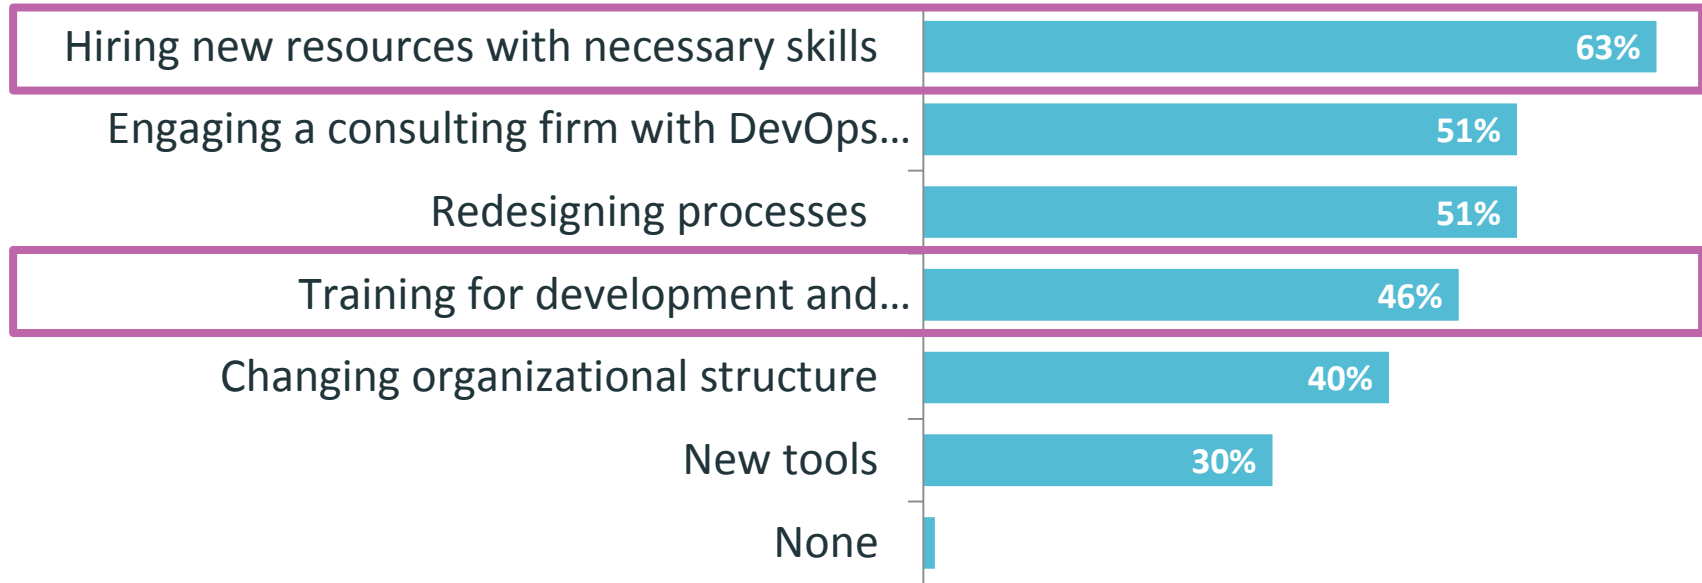 Hiring new resources with necessary skills 63%
Engaging a consulting firm with DevOps… 51%
Redesigning processes 51%
Training for development and… 46%
Changing organizational structure 40%
New tools 30%
None